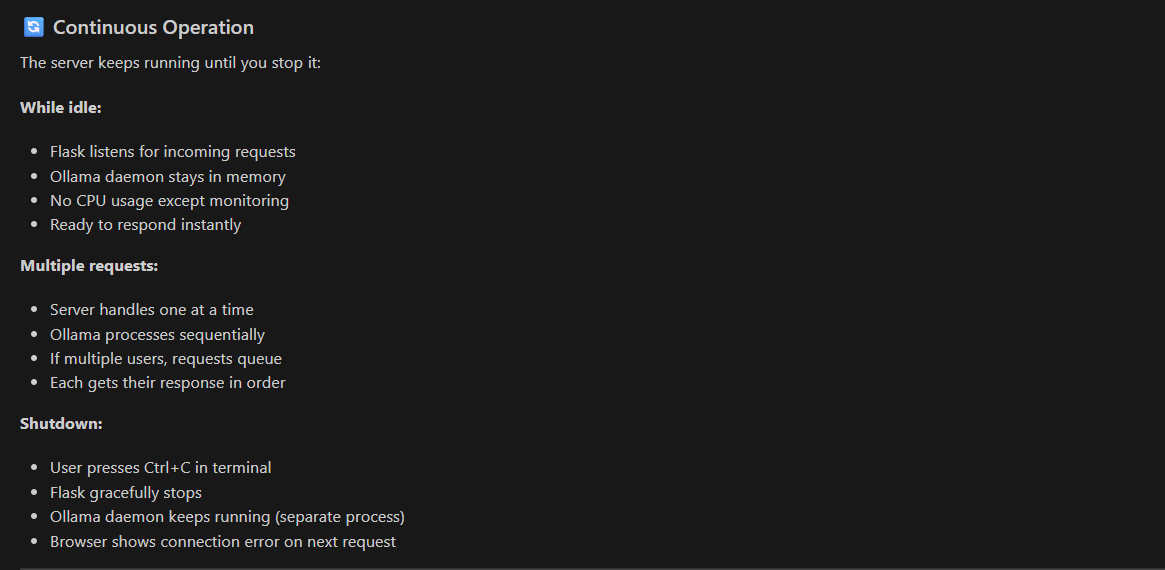 🔄 Continuous Operation
The server keeps running until you stop it:
While idle:
• Flask listens for incoming requests
• Ollama daemon stays in memory
• No CPU usage except monitoring
• Ready to respond instantly
Multiple requests:
• Server handles one at a time
• Ollama processes sequentially
• If multiple users, requests queue
• Each gets their response in order
Shutdown:
• User presses Ctrl+C in terminal
• Flask gracefully stops
• Ollama daemon keeps running (separate process)
• Browser shows connection error on next request